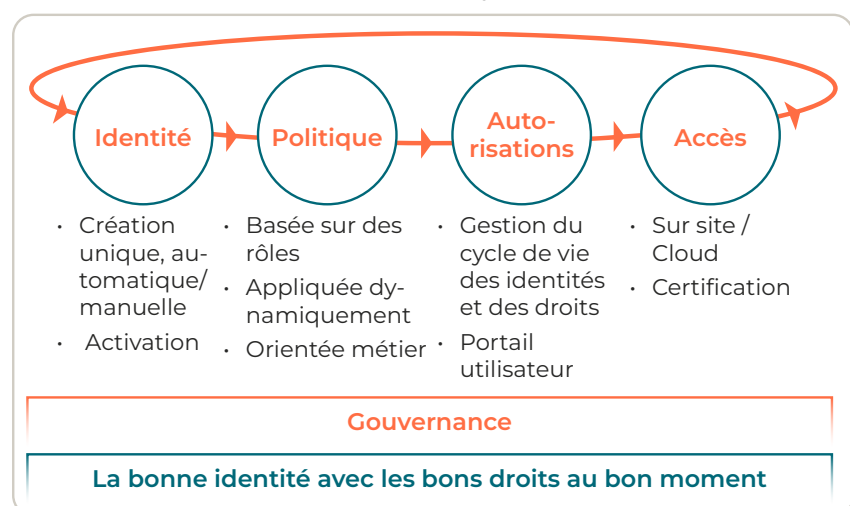 Identité
Politique
Auto-
risations
Accès
• Création
unique, au-
tomatique/
manuelle
• Activation
• Basée sur des
rôles
• Appliquée dy-
namiquement
• Orientée métier
• Gestion du
cycle de vie
des identités
et des droits
• Portail
utilisateur
• Sur site /
Cloud
• Certification
Gouvernance
La bonne identité avec les bons droits au bon moment